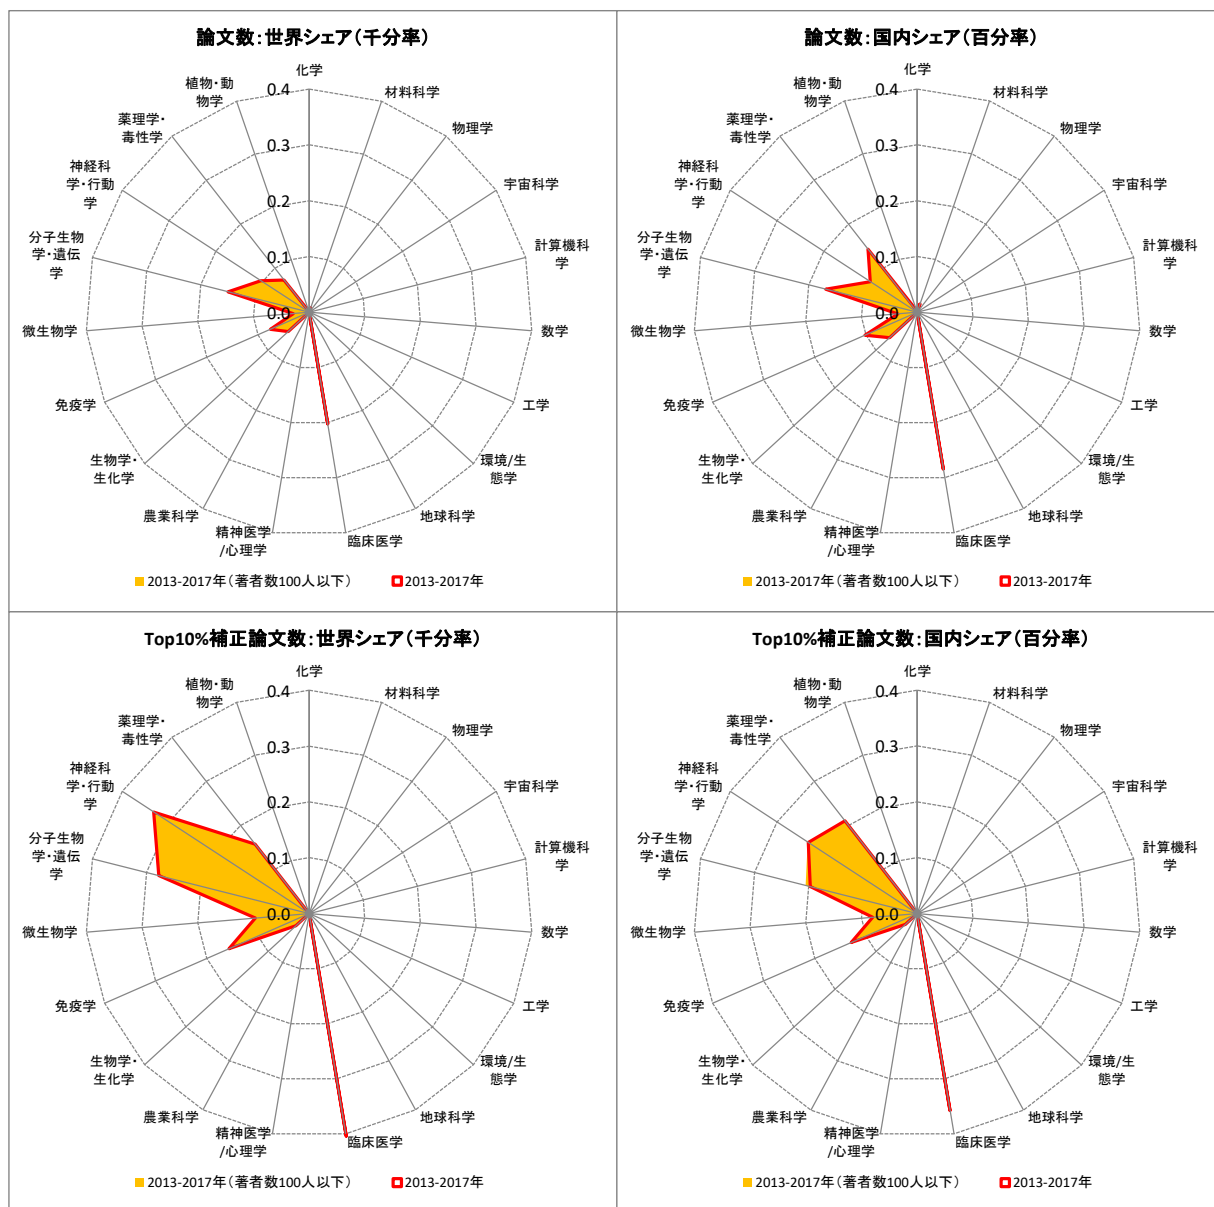 論文数：世界シェア（千分率）
化学
材料科学
物理学
宇宙科学
計算機科
学
数学
工学
環境/生
態学
地球科学
臨床医学
精神医学
/心理学
農業科学
生物学・
生化学
免疫学
微生物学
分子生物
学・遺伝
学
神経科
学・行動
学
薬理学・
毒性学
植物・動
物学
0.4
0.3
0.2
0.1
0.0
2013-2017年（著者数100人以下）
2013-2017年
論文数：国内シェア（百分率）
化学
材料科学
物理学
宇宙科学
計算機科
学
数学
工学
環境/生
態学
地球科学
臨床医学
精神医学
/心理学
農業科学
生物学・
生化学
免疫学
微生物学
分子生物
学・遺伝
学
神経科
学・行動
学
薬理学・
毒性学
植物・動
物学
0.4
0.3
0.2
0.1
0.0
2013-2017年（著者数100人以下）
2013-2017年
Top10%補正論文数：世界シェア（千分率）
化学
材料科学
物理学
宇宙科学
計算機科
学
数学
工学
環境/生
態学
地球科学
臨床医学
精神医学
/心理学
農業科学
生物学・
生化学
免疫学
微生物学
分子生物
学・遺伝
学
神経科
学・行動
学
薬理学・
毒性学
植物・動
物学
0.4
0.3
0.2
0.1
0.0
2013-2017年（著者数100人以下）
2013-2017年
Top10%補正論文数：国内シェア（百分率）
化学
材料科学
物理学
宇宙科学
計算機科
学
数学
工学
環境/生
態学
地球科学
臨床医学
精神医学
/心理学
農業科学
生物学・
生化学
免疫学
微生物学
分子生物
学・遺伝
学
神経科
学・行動
学
薬理学・
毒性学
植物・動
物学
0.4
0.3
0.2
0.1
0.0
2013-2017年（著者数100人以下）
2013-2017年